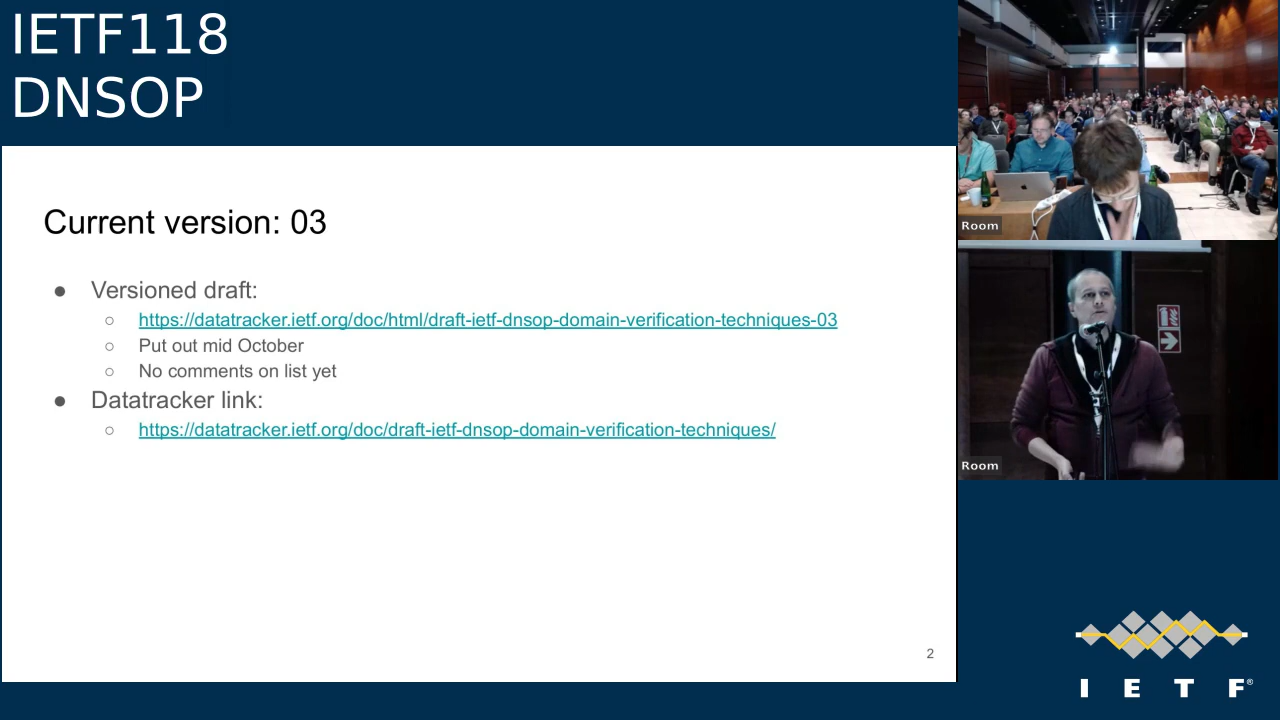 IETF118
DNSOP
Current version: 03
● Versioned draft:
○ https://datatracker.ietf.org/doc/html/draft-ietf-dnsop-domain-verification-techniques-03
○ Put out mid October
○ No comments on list yet
● Datatracker link:
○ https://datatracker.ietf.org/doc/draft-ietf-dnsop-domain-verification-techniques/
2
Room
Room
I E T F®